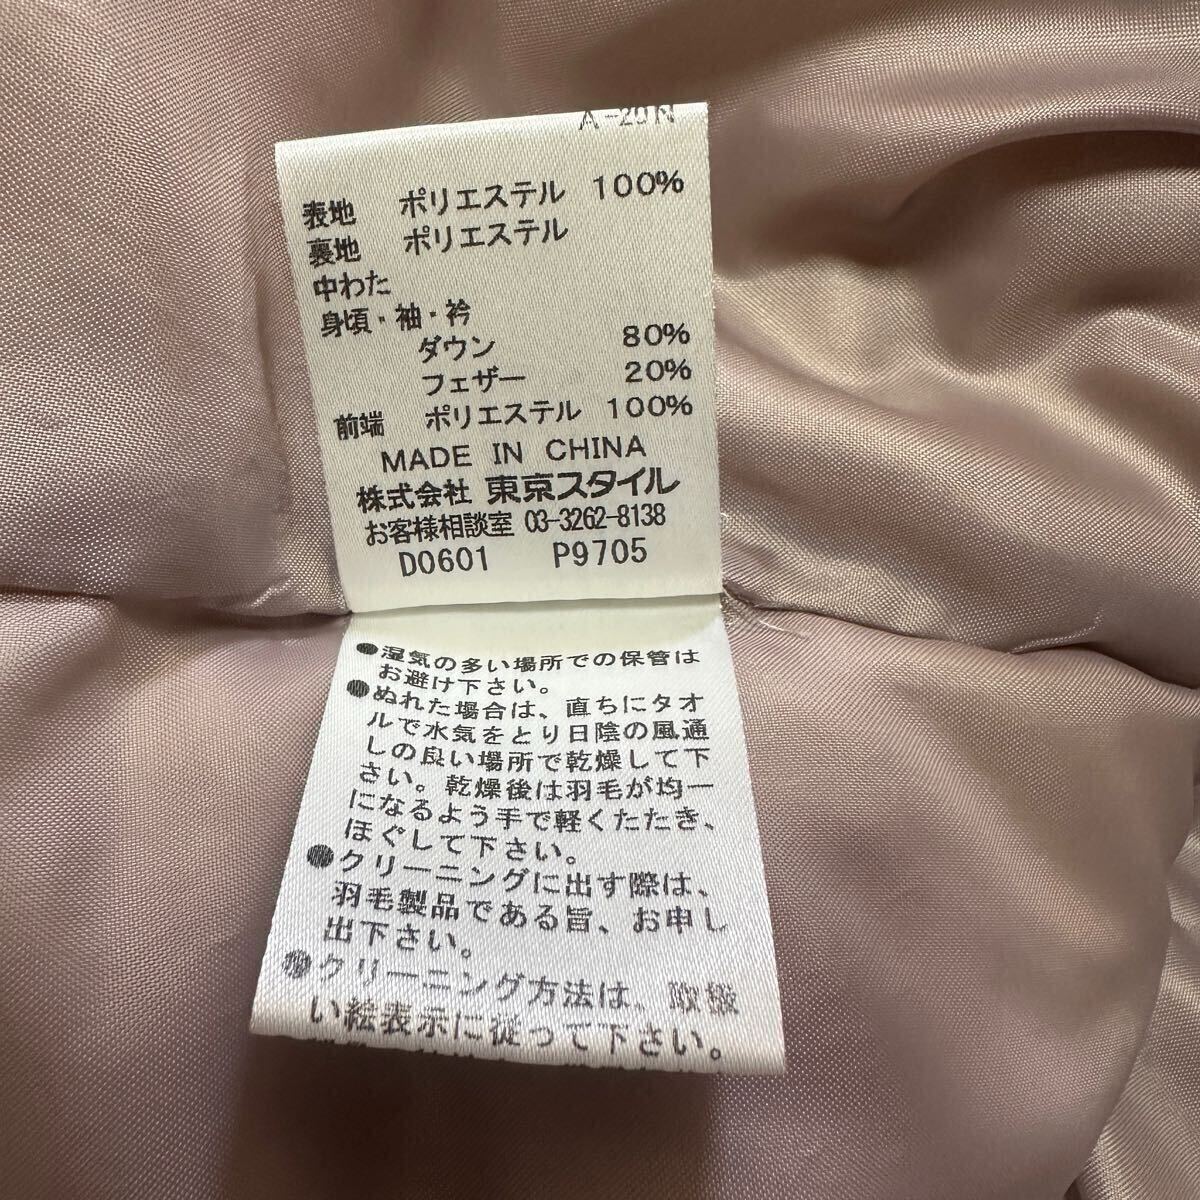 A-20N
表地　ポリエステル 100%
裏地　ポリエステル
中わた
身頃・袖・衿
ダウン 80%
フェザー 20%
前端　ポリエステル 100%
MADE IN CHINA
株式会社 東京スタイル
お客様相談室 03-3262-8138
D0601 P9705
●湿気の多い場所での保管は
お避け下さい。
●ぬれた場合は、直ちにタオ
ルで水気をとり日陰の風通
しの良い場所で乾燥して下
さい。乾燥後は羽毛が均一
になるよう手で軽くたたき、
ほぐして下さい。
●クリーニングに出す際は、
羽毛製品である旨、お申し
出下さい。
●クリーニング方法は、取扱
い絵表示に従って下さい。